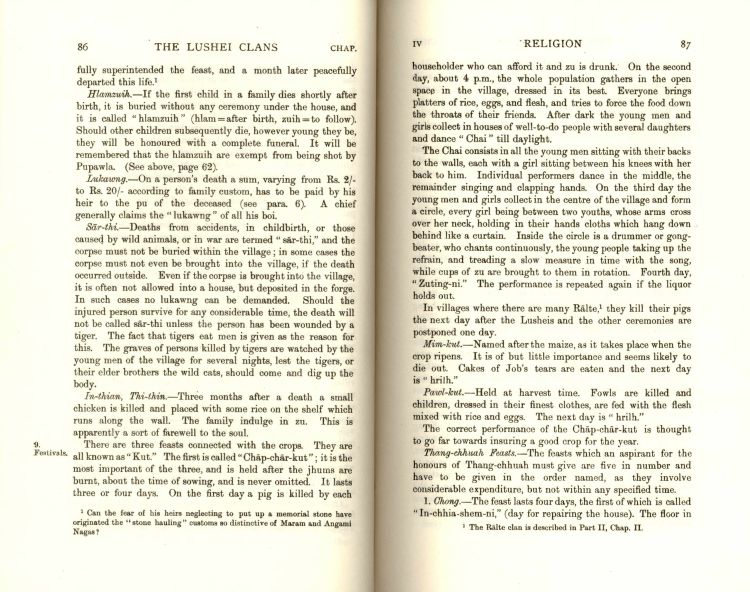 86 THE LUSHEI CLANS CHAP.
fully superintended the feast, and a month later peacefully
departed this life.¹
Hlamzuih.—If the first child in a family dies shortly after
birth, it is buried without any ceremony under the house, and
it is called "hlamzuih" (hlam=after birth, zuih=to follow).
Should other children subsequently die, however young they be,
they will be honoured with a complete funeral. It will be
remembered that the hlamzuih are exempt from being shot by
Pupawla. (See above, page 62).
Lukawng.—On a person's death a sum, varying from Rs. 2/-
to Rs. 20/- according to family custom, has to be paid by his
heir to the pu of the deceased (see para. 6). A chief
generally claims the "lukawng" of all his boi.
Sār-thi.—Deaths from accidents, in childbirth, or those
caused by wild animals, or in war are termed "sār-thi," and the
corpse must not be buried within the village; in some cases the
corpse must not even be brought into the village, if the death
occurred outside. Even if the corpse is brought into the village,
it is often not allowed into a house, but deposited in the forge.
In such cases no lukawng can be demanded. Should the
injured person survive for any considerable time, the death will
not be called sār-thi unless the person has been wounded by a
tiger. The fact that tigers eat men is given as the reason for
this. The graves of persons killed by tigers are watched by the
young men of the village for several nights, lest the tigers, or
their elder brothers the wild cats, should come and dig up the
body.
In-thian, Thi-thin.—Three months after a death a small
chicken is killed and placed with some rice on the shelf which
runs along the wall. The family indulge in zu. This is
apparently a sort of farewell to the soul.
9.
Festivals.
There are three feasts connected with the crops. They are
all known as "Kut." The first is called "Chāp-chār-kut"; it is the
most important of the three, and is held after the jhums are
burnt, about the time of sowing, and is never omitted. It lasts
three or four days. On the first day a pig is killed by each
¹ Can the fear of his heirs neglecting to put up a memorial stone have
originated the "stone hauling" customs so distinctive of Maram and Angami
Nagas?
IV RELIGION 87
householder who can afford it and zu is drunk. On the second
day, about 4 p.m., the whole population gathers in the open
space in the village, dressed in its best. Everyone brings
platters of rice, eggs, and flesh, and tries to force the food down
the throats of their friends. After dark the young men and
girls collect in houses of well-to-do people with several daughters
and dance "Chai" till daylight.
The Chai consists in all the young men sitting with their backs
to the walls, each with a girl sitting between his knees with her
back to him. Individual performers dance in the middle, the
remainder singing and clapping hands. On the third day the
young men and girls collect in the centre of the village and form
a circle, every girl being between two youths, whose arms cross
over her neck, holding in their hands cloths which hang down
behind like a curtain. Inside the circle is a drummer or gong-
beater, who chants continuously, the young people taking up the
refrain, and treading a slow measure in time with the song,
while cups of zu are brought to them in rotation. Fourth day,
"Zuting-ni." The performance is repeated again if the liquor
holds out.
In villages where there are many Rālte,¹ they kill their pigs
the next day after the Lusheis and the other ceremonies are
postponed one day.
Mim-kut.—Named after the maize, as it takes place when the
crop ripens. It is of but little importance and seems likely to
die out. Cakes of Job's tears are eaten and the next day
is "hrilh."
Pawl-kut.—Held at harvest time. Fowls are killed and
children, dressed in their finest clothes, are fed with the flesh
mixed with rice and eggs. The next day is "hrilh."
The correct performance of the Chāp-chār-kut is thought
to go far towards insuring a good crop for the year.
Thang-chhuah Feasts.—The feasts which an aspirant for the
honours of Thang-chhuah must give are five in number and
have to be given in the order named, as they involve
considerable expenditure, but not within any specified time.
1. Chong.—The feast lasts four days, the first of which is called
"In-chhia-shem-ni," (day for repairing the house). The floor in
¹ The Rālte clan is described in Part II, Chap. II.